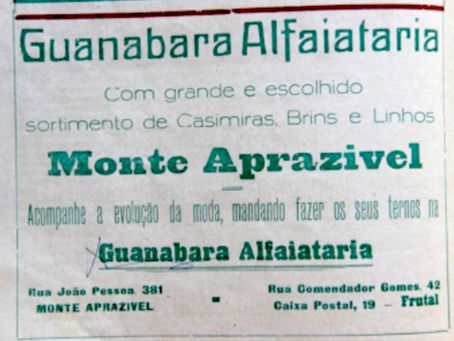 Guanabara Alfaiataria
Com grande e escolhido
sortimento de Casimiras, Brins e Linhos
Monte Aprazivel
Acompanhe a evolução da moda, mandando fazer os seus ternos na
Guanabara Alfaiataria
Rua João Pessoa, 381
MONTE APRAZIVEL
Rua Comendador Gomes, 42
Caixa Postal, 19 - Frutal